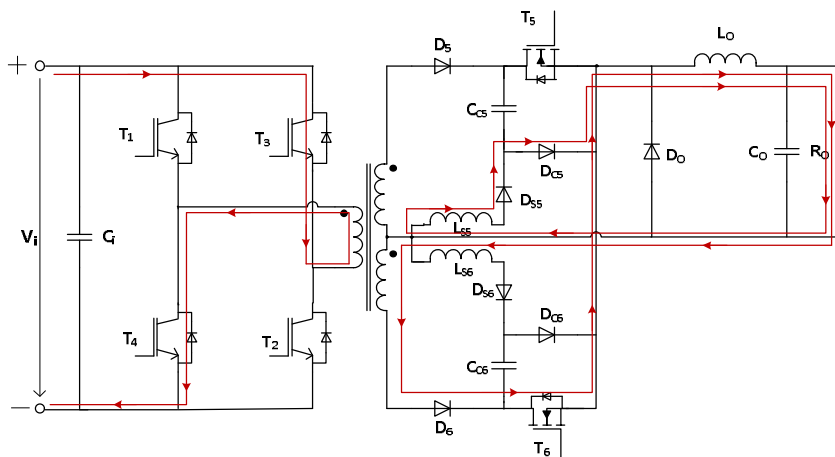 T5
LO
D5
+
CC5
T1
T3
DC5
DO
CO
RO
DS5
LS5
Vi
Ci
LS6
DS6
DC6
T4
T2
CC6
−
D6
T6